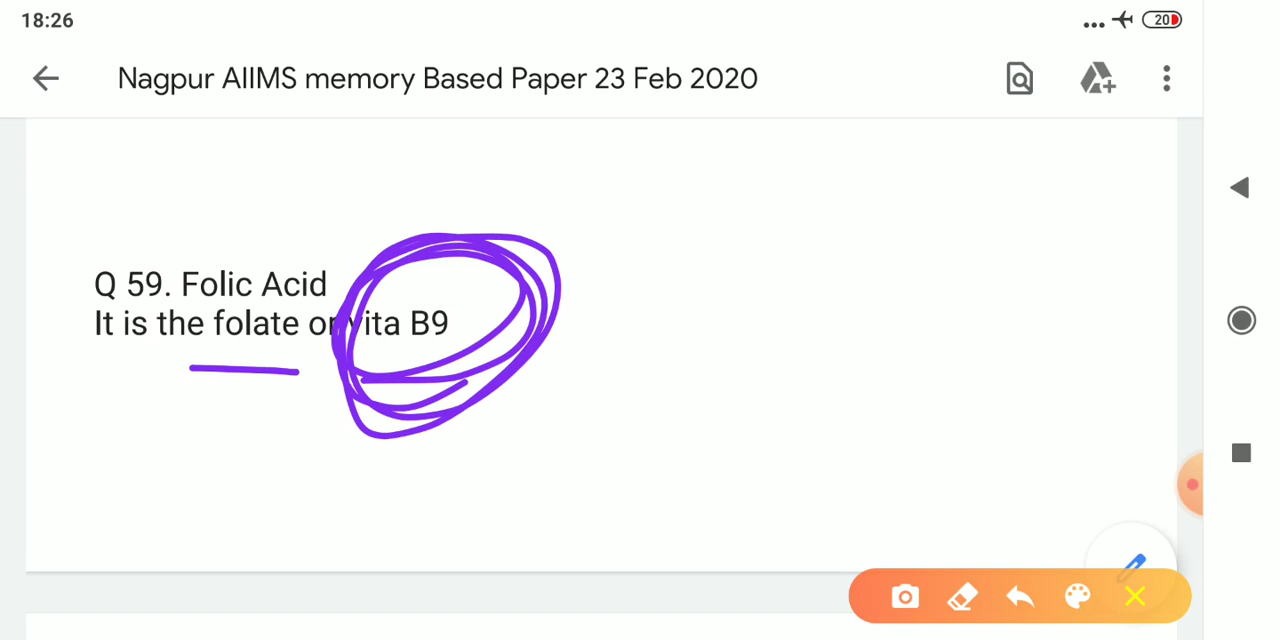 18:26
20
Nagpur AIIMS memory Based Paper 23 Feb 2020
Q 59. Folic Acid
It is the folate or vita B9